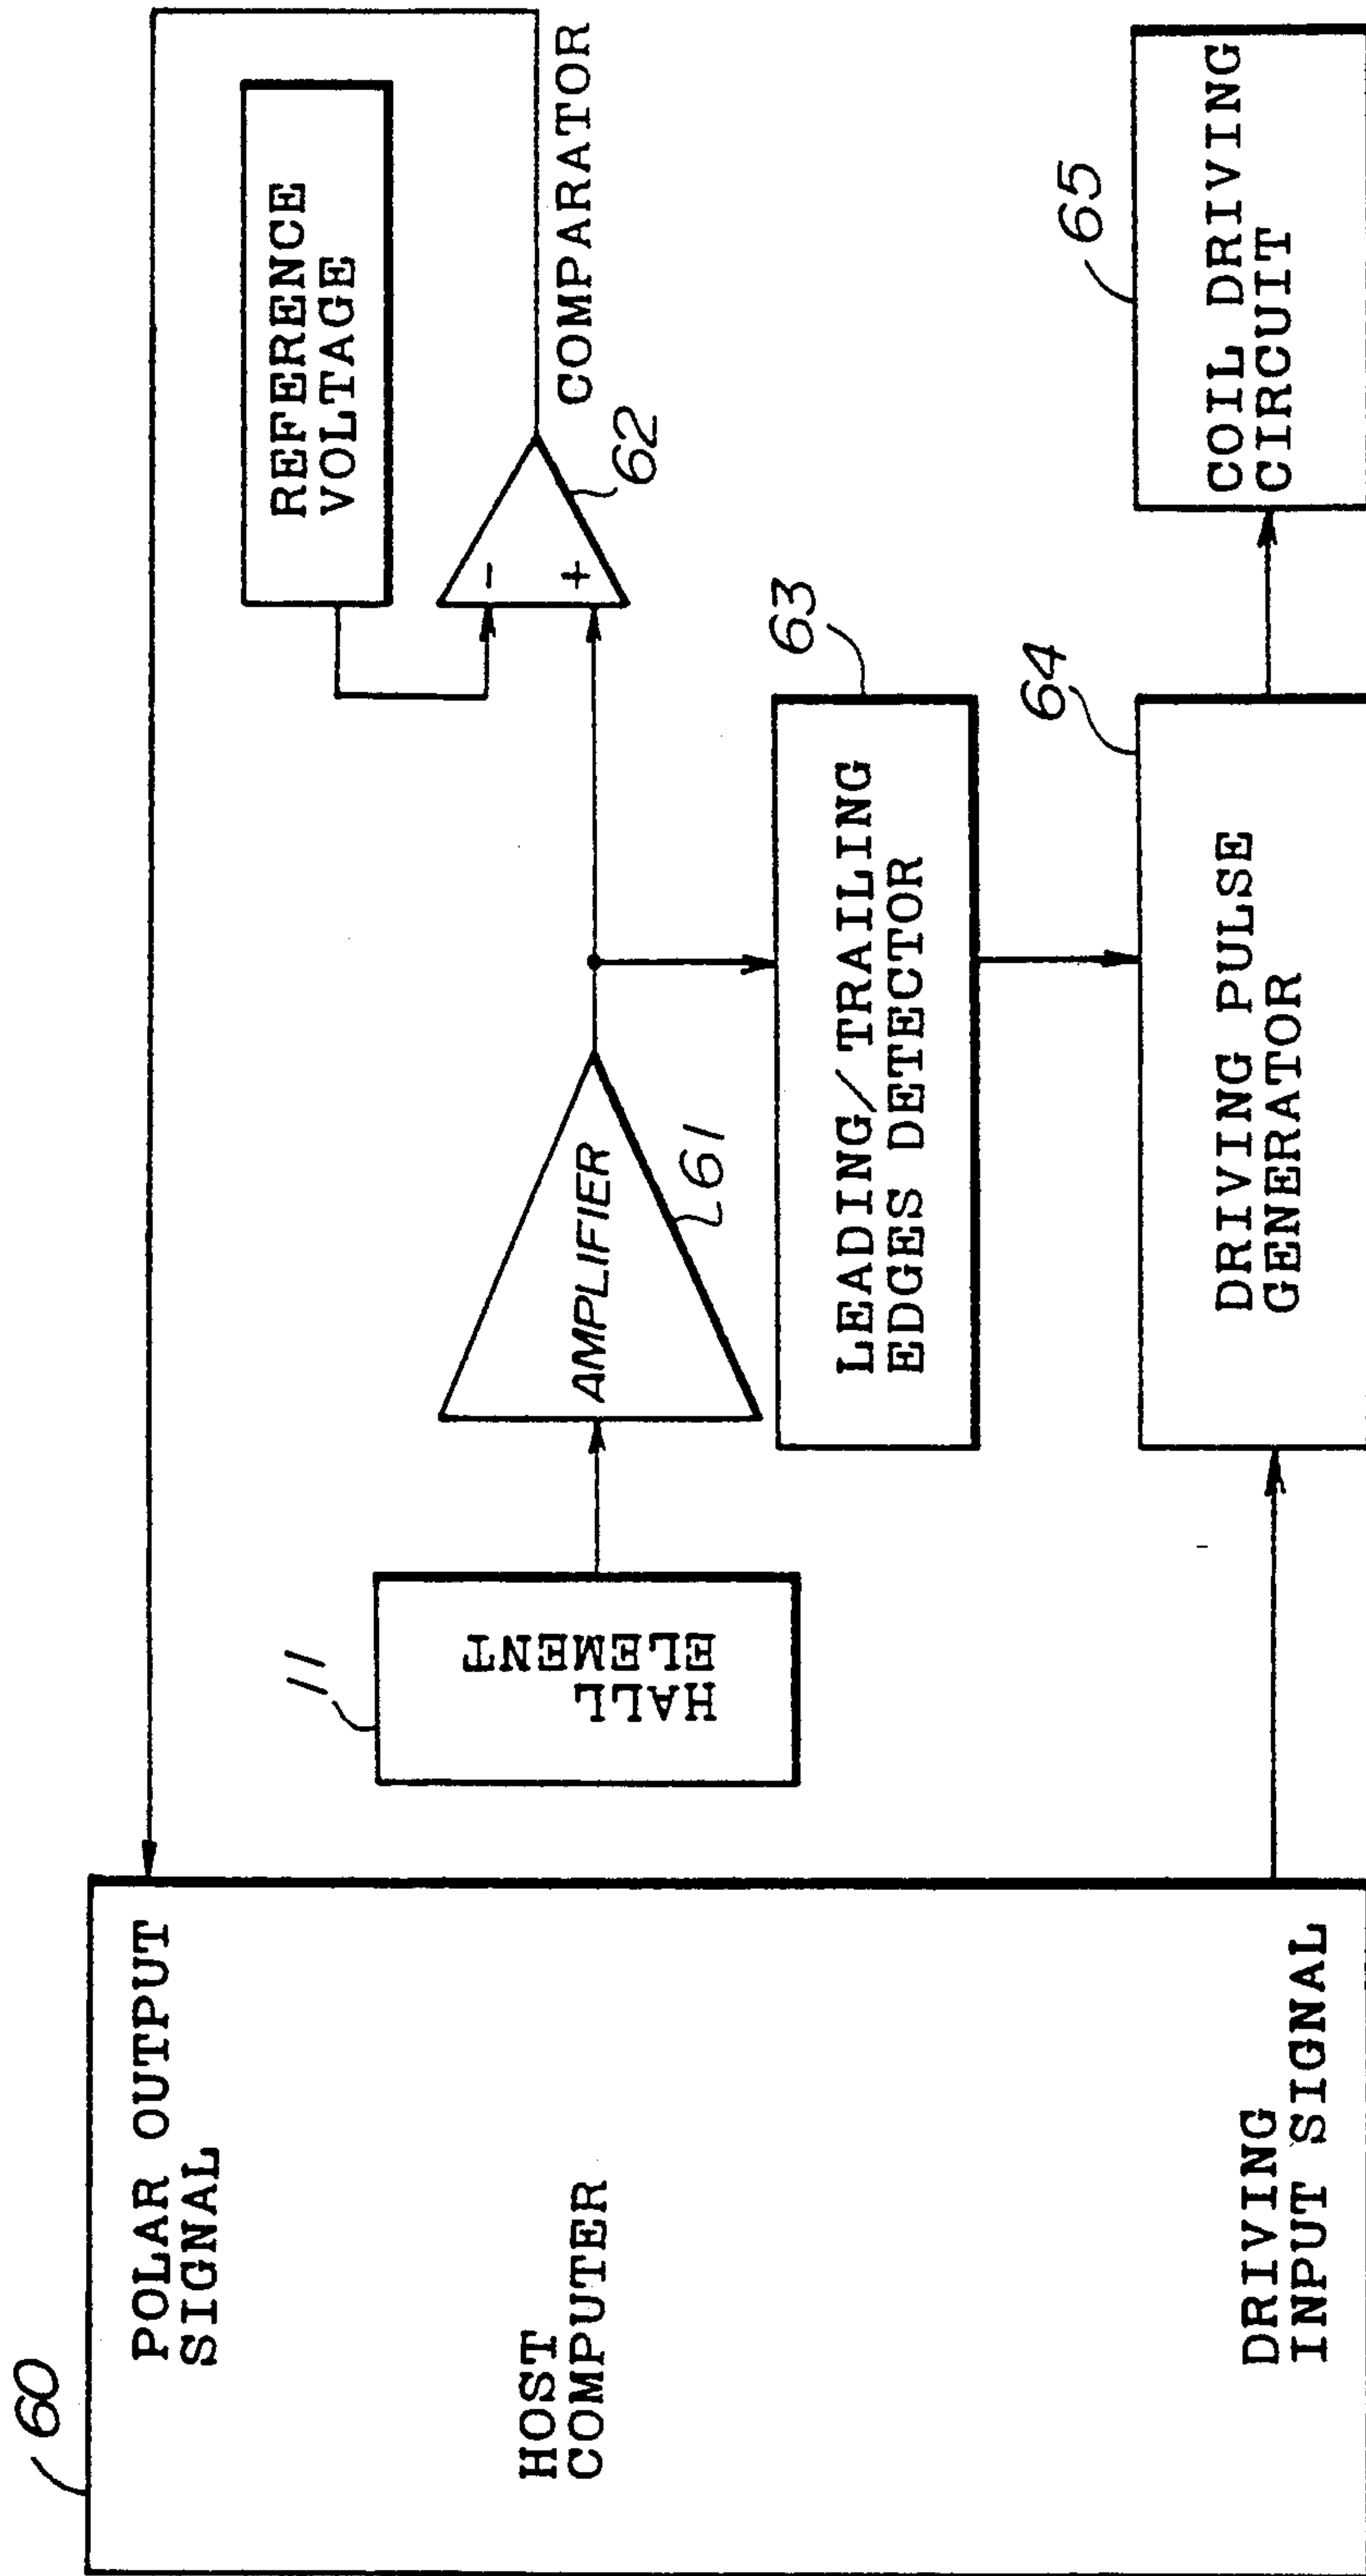 60
POLAR OUTPUT
SIGNAL
HOST
COMPUTER
DRIVING
INPUT SIGNAL
11
HALL
ELEMENT
AMPLIFIER
61
REFERENCE
VOLTAGE
-
+
COMPARATOR
62
LEADING/TRAILING
EDGES DETECTOR
63
DRIVING PULSE
GENERATOR
64
COIL DRIVING
CIRCUIT
65